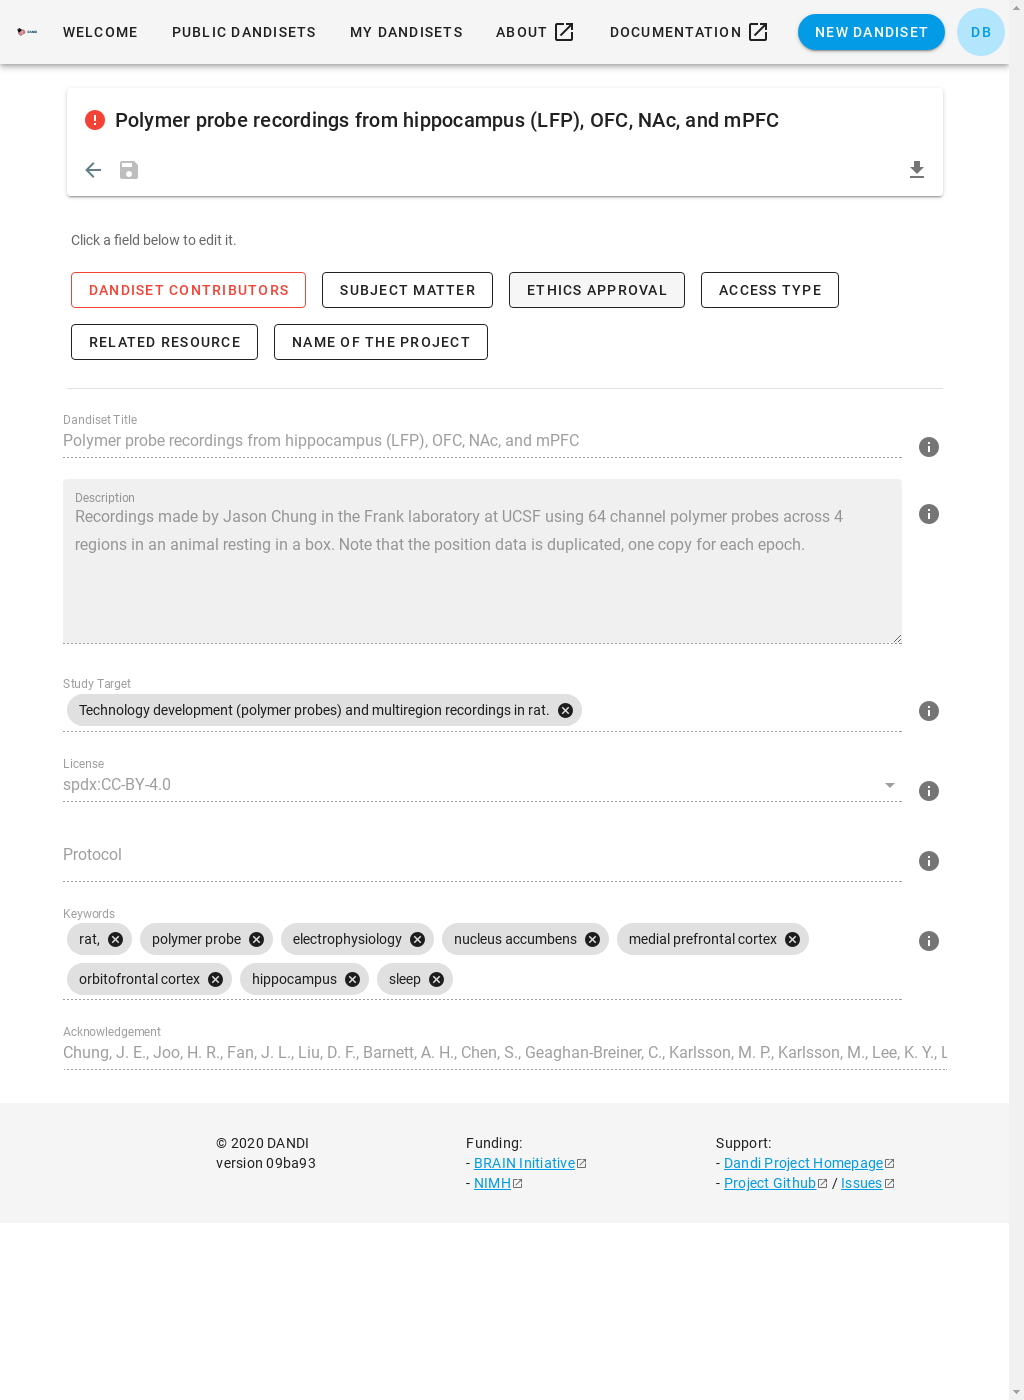 DANDI
WELCOME PUBLIC DANDISETS MY DANDISETS ABOUT DOCUMENTATION NEW DANDISET DB
Polymer probe recordings from hippocampus (LFP), OFC, NAc, and mPFC
Click a field below to edit it.
DANDISET CONTRIBUTORS SUBJECT MATTER ETHICS APPROVAL ACCESS TYPE
RELATED RESOURCE NAME OF THE PROJECT
Dandiset Title
Polymer probe recordings from hippocampus (LFP), OFC, NAc, and mPFC
Description
Recordings made by Jason Chung in the Frank laboratory at UCSF using 64 channel polymer probes across 4
regions in an animal resting in a box. Note that the position data is duplicated, one copy for each epoch.
Study Target
Technology development (polymer probes) and multiregion recordings in rat.
License
spdx:CC-BY-4.0
Protocol
Keywords
rat, polymer probe electrophysiology nucleus accumbens medial prefrontal cortex
orbitofrontal cortex hippocampus sleep
Acknowledgement
Chung, J. E., Joo, H. R., Fan, J. L., Liu, D. F., Barnett, A. H., Chen, S., Geaghan-Breiner, C., Karlsson, M. P., Karlsson, M., Lee, K. Y., L
© 2020 DANDI
version 09ba93
Funding:
- BRAIN Initiative
- NIMH
Support:
- Dandi Project Homepage
- Project Github / Issues